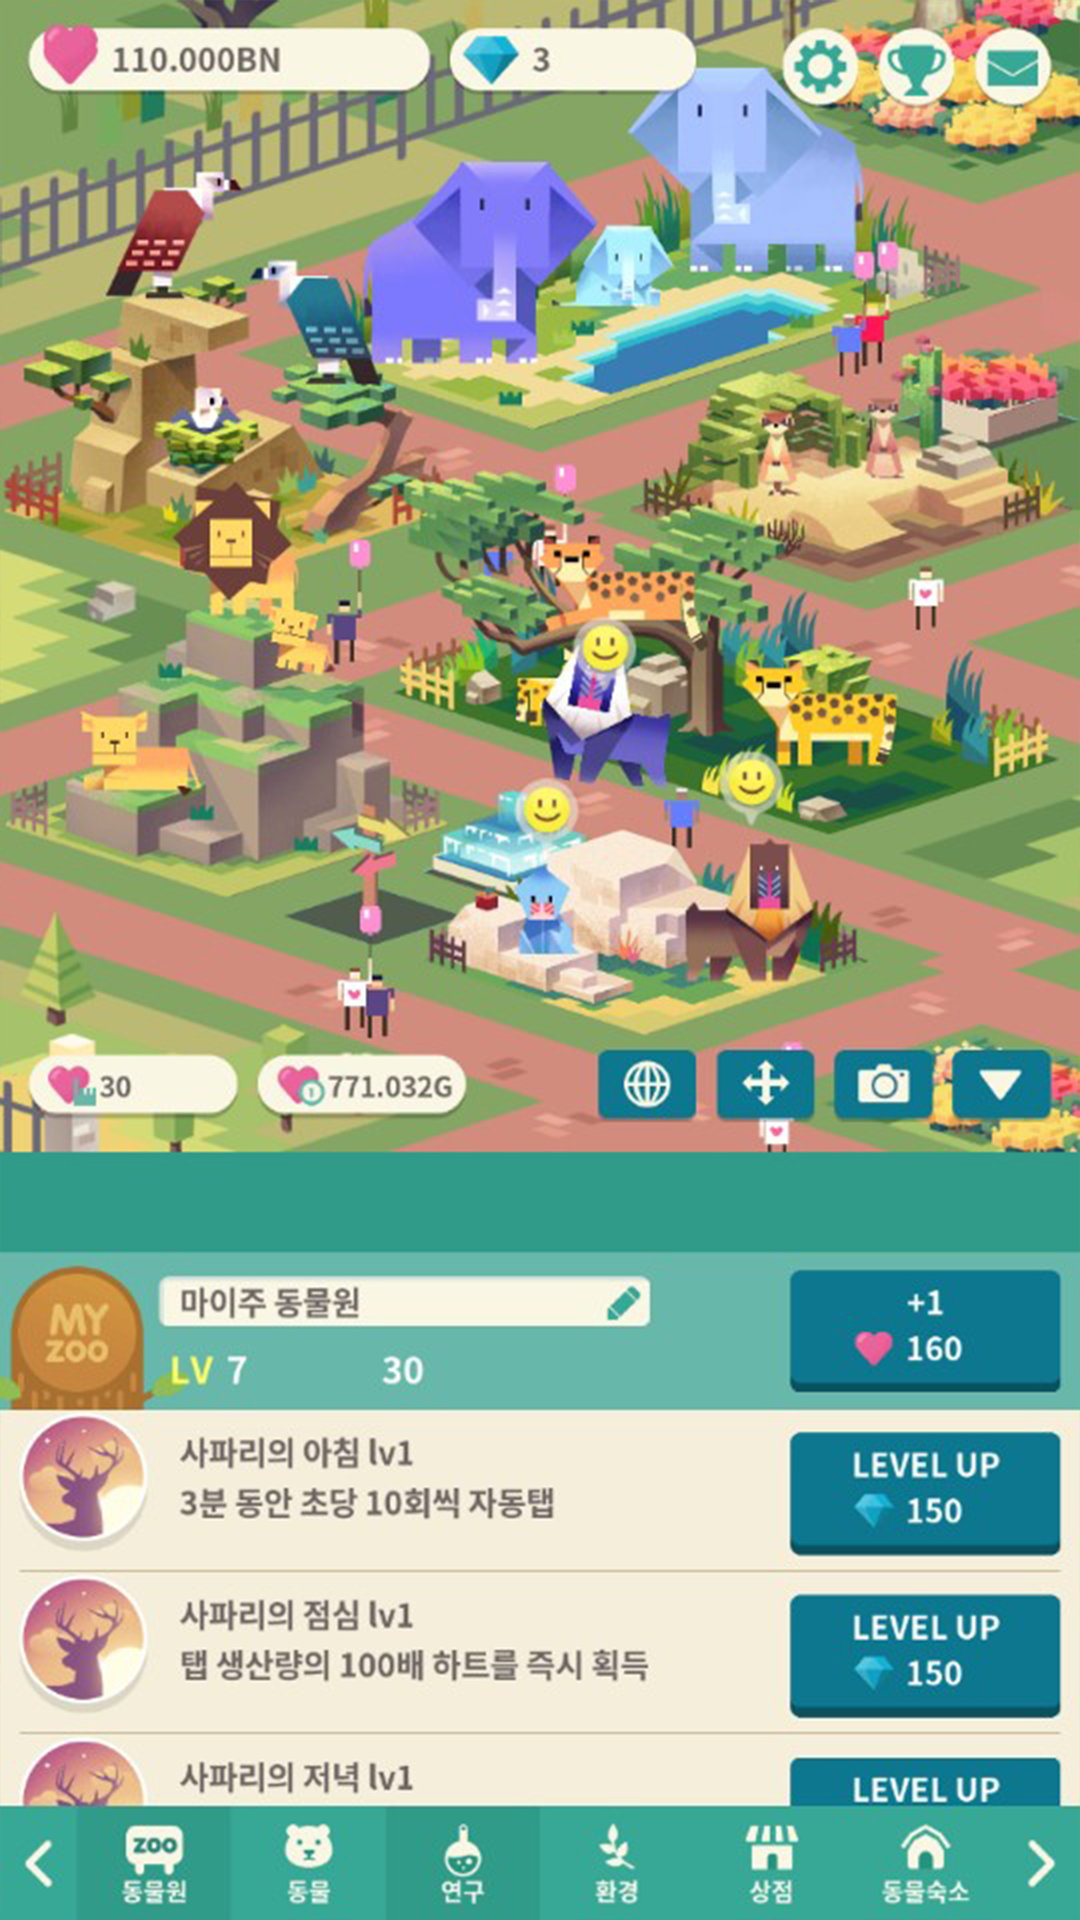 110.000BN
3
30
771.032G
MY
ZOO
마이주 동물원
LV 7
30
+1
160
사파리의 아침 lv1
3분 동안 초당 10회씩 자동탭
LEVEL UP
150
사파리의 점심 lv1
탭 생산량의 100배 하트를 즉시 획득
LEVEL UP
150
사파리의 저녁 lv1
LEVEL UP
ZOO
동물원
동물
연구
환경
상점
동물숙소